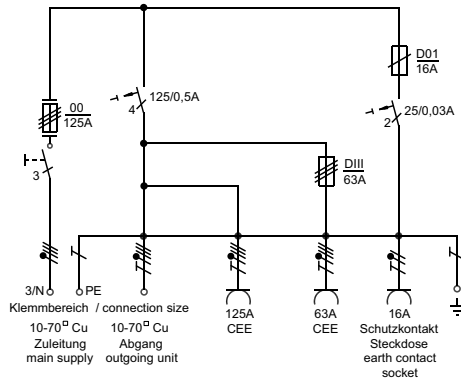 D01
16A
125/0,5A
4
00
125A
25/0,03A
2
DIII
63A
3
3/N
PE
Klemmbereich / connection size
10-70□ Cu
10-70□ Cu
Zuleitung
main supply
Abgang
outgoing unit
125A
CEE
63A
CEE
16A
Schutzkontakt
Steckdose
earth contact
socket